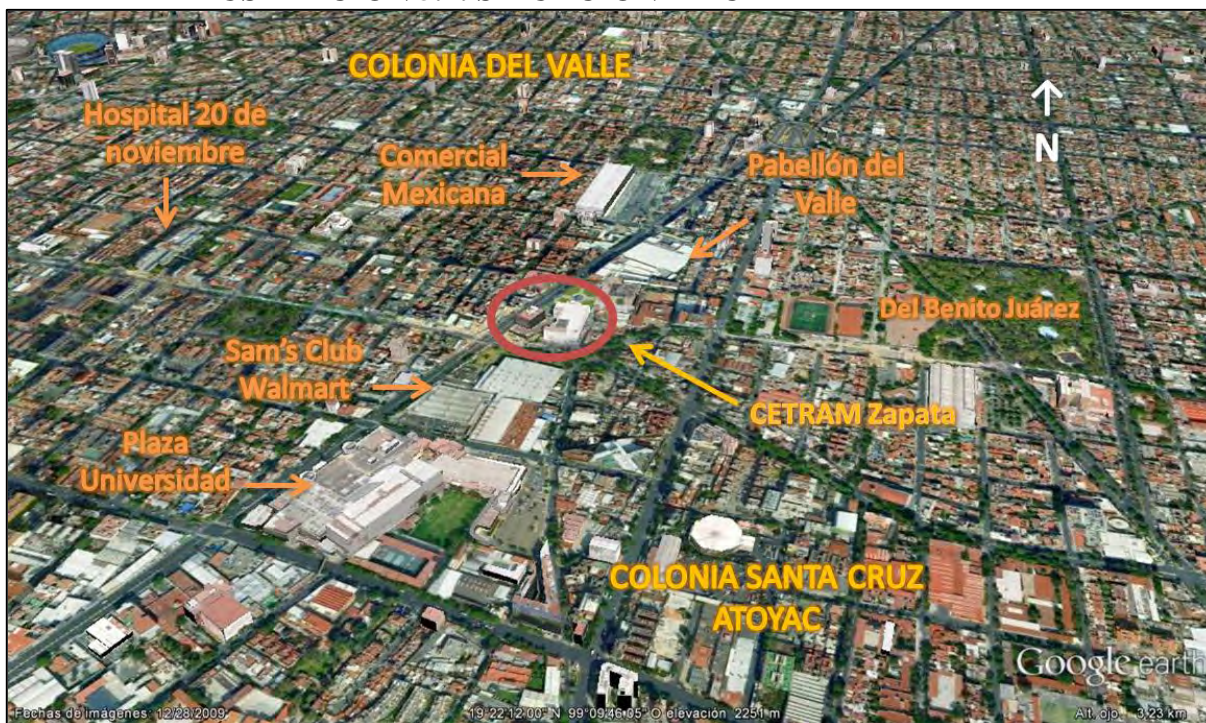 COLONIA DEL VALLE
Hospital 20 de
noviembre
Comercial
Mexicana
N
Pabellón del
Valle
Del Benito Juárez
Sam's Club
Walmart
CETRAM Zapata
Plaza
Universidad
COLONIA SANTA CRUZ
ATOYAC
Google earth
Fechas de imágenes: 12/28/2009
19°22'12.00" N 99°09'46.95" O elevación 2251 m
Alt. ojo 3.23 km